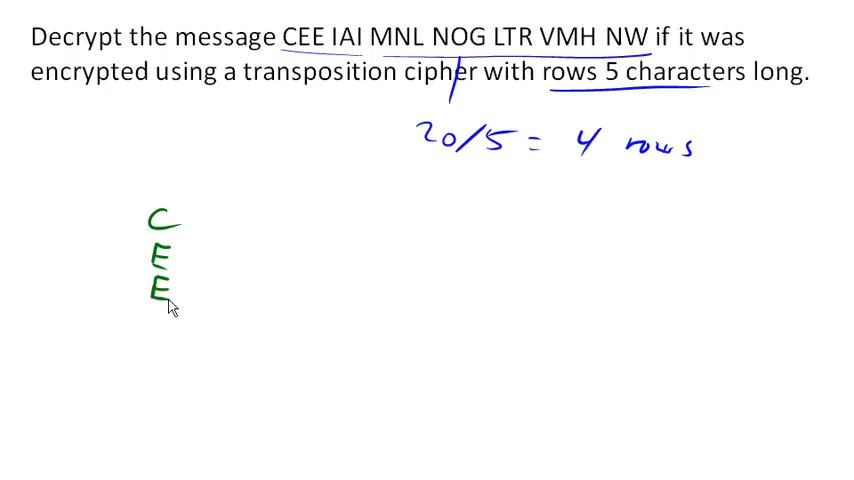 Decrypt the message CEE IAI MNL NOG LTR VMH NW if it was
encrypted using a transposition cipher with rows 5 characters long.
20/5 = 4 rows
C
E
E